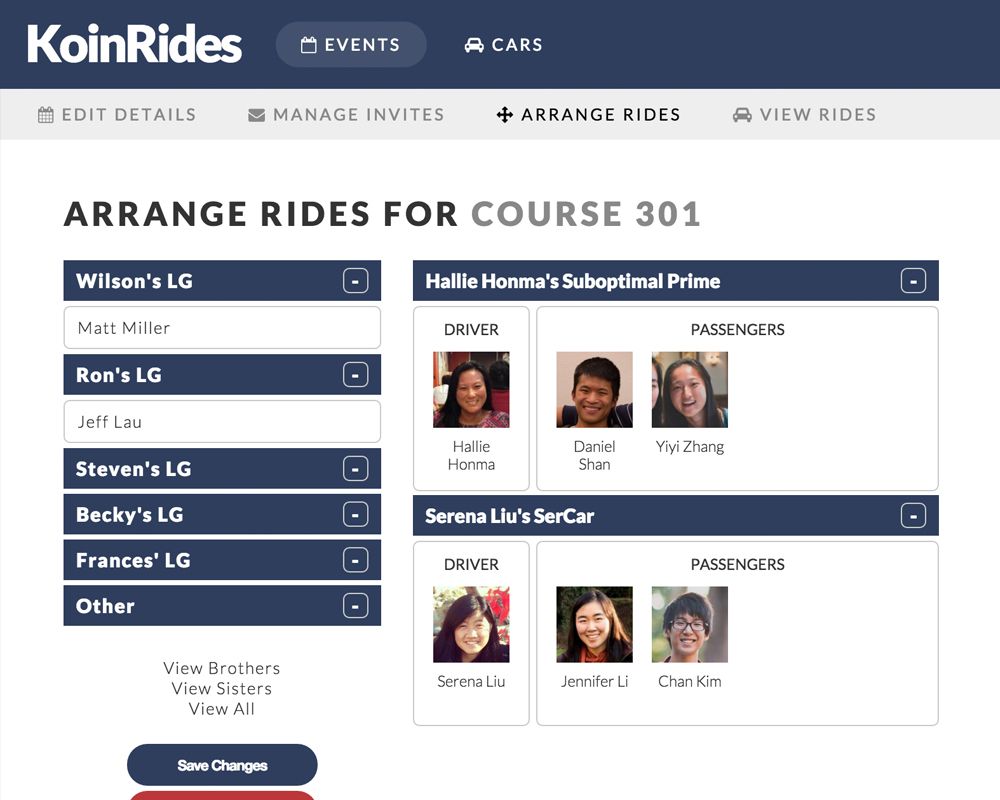 KoinRides
EVENTS
CARS
EDIT DETAILS
MANAGE INVITES
ARRANGE RIDES
VIEW RIDES
ARRANGE RIDES FOR COURSE 301
Wilson's LG
-
Matt Miller
Ron's LG
-
Jeff Lau
Steven's LG
-
Becky's LG
-
Frances' LG
-
Other
-
View Brothers
View Sisters
View All
Save Changes
Hallie Honma's Suboptimal Prime
-
DRIVER
Hallie
Honma
PASSENGERS
Daniel
Shan
Yiyi Zhang
Serena Liu's SerCar
-
DRIVER
Serena Liu
PASSENGERS
Jennifer Li
Chan Kim